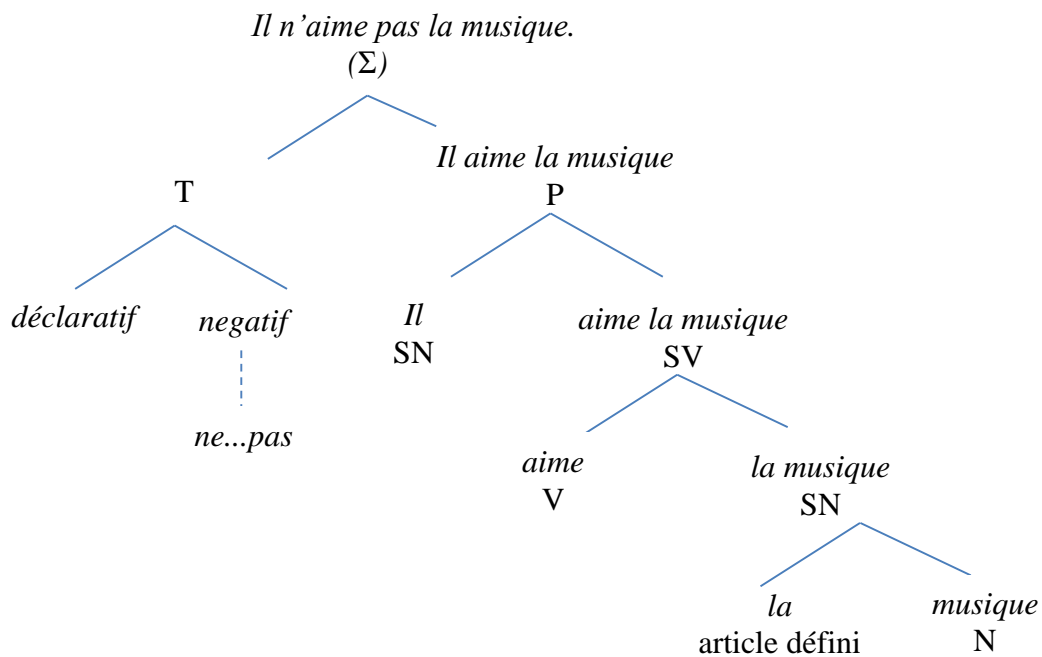 Il n’aime pas la musique.
(Σ)
Il aime la musique
T
P
déclaratif
negatif
Il
SN
aime la musique
SV
ne...pas
aime
V
la musique
SN
la
article défini
musique
N